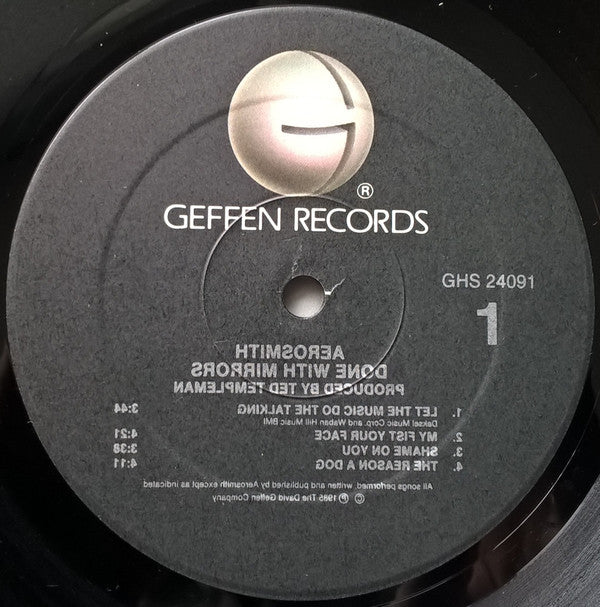 ®
GEFFEN RECORDS
GHS 24091
1
AEROSMITH
DONE WITH MIRRORS
PRODUCED BY TED TEMPLEMAN
1. LET THE MUSIC DO THE TALKING 3:44
Daksel Music Corp. and Waban Hill Music BMI
2. MY FIST YOUR FACE 4:21
3. SHAME ON YOU 3:38
4. THE REASON A DOG 4:11
All songs performed, written and published by Aerosmith except as indicated
© ℗ 1985 The David Geffen Company